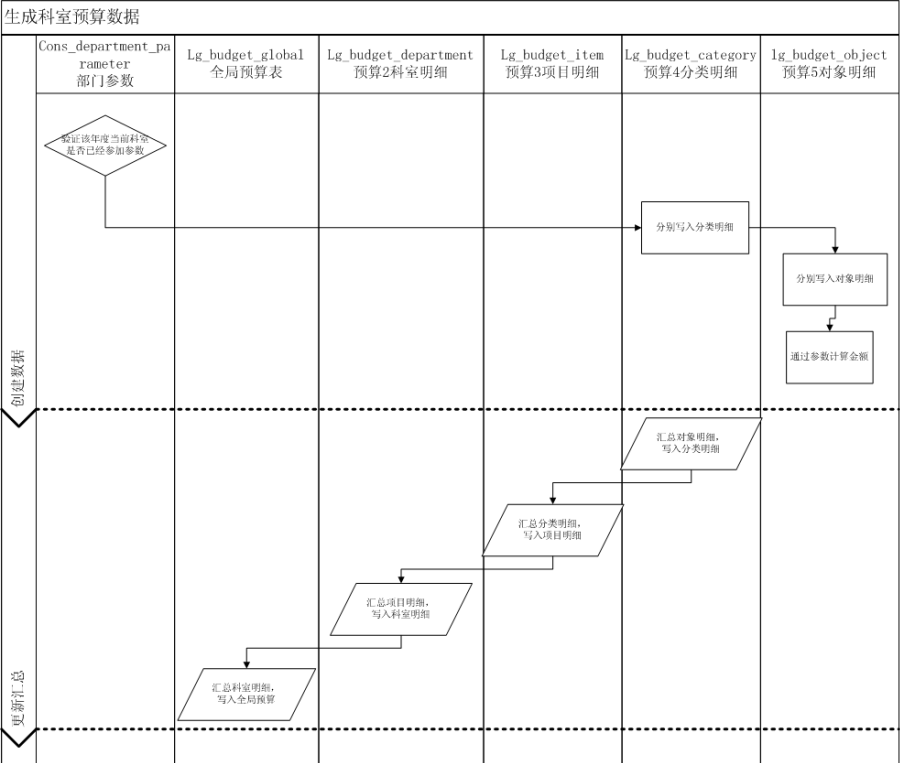 生成科室预算数据
Cons_department_pa
rameter
部门参数
Lg_budget_global
全局预算表
Lg_budget_department
预算2科室明细
Lg_budget_item
预算3项目明细
Lg_budget_category
预算4分类明细
lg_budget_object
预算5对象明细
验证该年度当前科室
是否已经参加参数
分别写入分类明细
分别写入对象明细
通过参数计算金额
创建数据
汇总对象明细，
写入分类明细
汇总分类明细，
写入项目明细
汇总项目明细，
写入科室明细
汇总科室明细，
写入全局预算
更新汇总